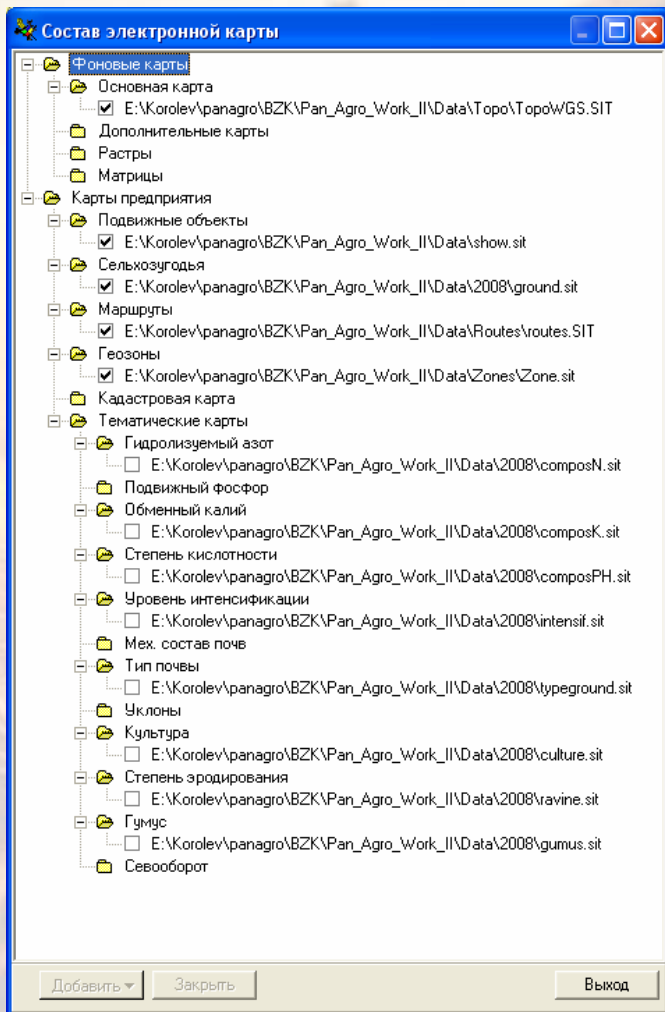 Состав электронной карты
Фоновые карты
Основная карта
E:\Korolev\panagro\BZK\Pan_Agro_Work_II\Data\Topo\TopoWGS.SIT
Дополнительные карты
Растры
Матрицы
Карты предприятия
Подвижные объекты
E:\Korolev\panagro\BZK\Pan_Agro_Work_II\Data\show.sit
Сельхозугодья
E:\Korolev\panagro\BZK\Pan_Agro_Work_II\Data\2008\ground.sit
Маршруты
E:\Korolev\panagro\BZK\Pan_Agro_Work_II\Data\Routes\routes.SIT
Геозоны
E:\Korolev\panagro\BZK\Pan_Agro_Work_II\Data\Zones\Zone.sit
Кадастровая карта
Тематические карты
Гидролизуемый азот
E:\Korolev\panagro\BZK\Pan_Agro_Work_II\Data\2008\composN.sit
Подвижный фосфор
Обменный калий
E:\Korolev\panagro\BZK\Pan_Agro_Work_II\Data\2008\composK.sit
Степень кислотности
E:\Korolev\panagro\BZK\Pan_Agro_Work_II\Data\2008\composPH.sit
Уровень интенсификации
E:\Korolev\panagro\BZK\Pan_Agro_Work_II\Data\2008\intensif.sit
Мех. состав почв
Тип почвы
E:\Korolev\panagro\BZK\Pan_Agro_Work_II\Data\2008\typeground.sit
Уклоны
Культура
E:\Korolev\panagro\BZK\Pan_Agro_Work_II\Data\2008\culture.sit
Степень эродирования
E:\Korolev\panagro\BZK\Pan_Agro_Work_II\Data\2008\ravine.sit
Гумус
E:\Korolev\panagro\BZK\Pan_Agro_Work_II\Data\2008\gumus.sit
Севооборот
Добавить Закрыть Выход